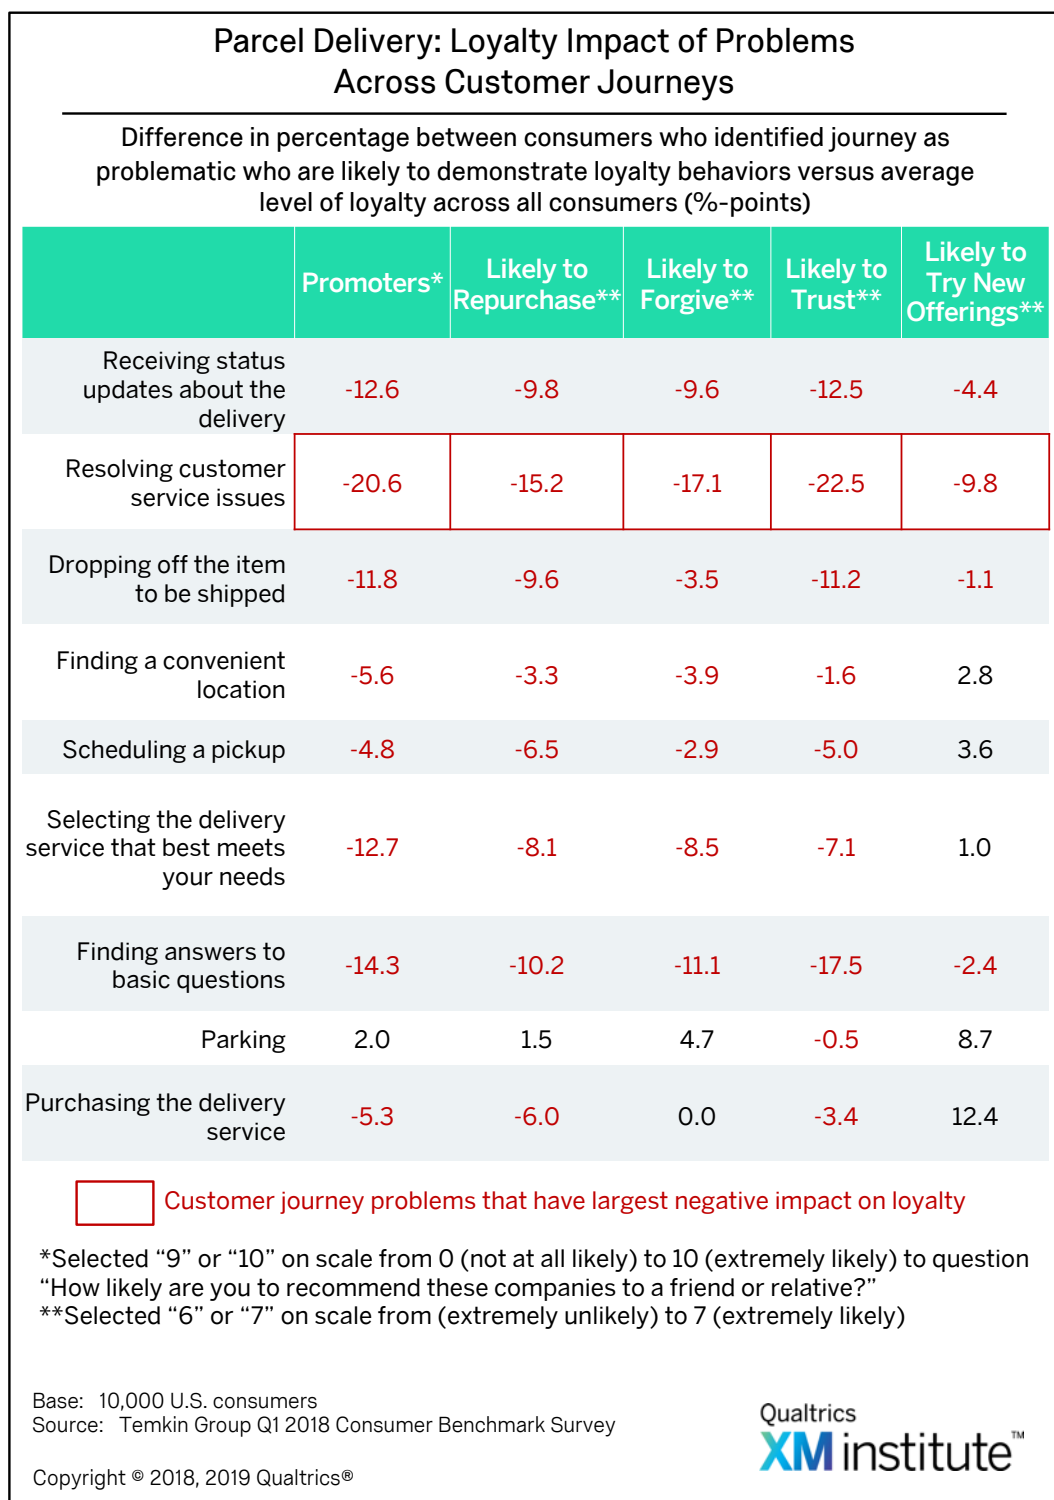 Parcel Delivery: Loyalty Impact of Problems
Across Customer Journeys
Difference in percentage between consumers who identified journey as
problematic who are likely to demonstrate loyalty behaviors versus average
level of loyalty across all consumers (%-points)
Promoters*
Likely to
Repurchase**
Likely to
Forgive**
Likely to
Trust**
Likely to
Try New
Offerings**
Receiving status
updates about the
delivery
-12.6 -9.8 -9.6 -12.5 -4.4
Resolving customer
service issues
-20.6 -15.2 -17.1 -22.5 -9.8
Dropping off the item
to be shipped
-11.8 -9.6 -3.5 -11.2 -1.1
Finding a convenient
location
-5.6 -3.3 -3.9 -1.6 2.8
Scheduling a pickup -4.8 -6.5 -2.9 -5.0 3.6
Selecting the delivery
service that best meets
your needs
-12.7 -8.1 -8.5 -7.1 1.0
Finding answers to
basic questions
-14.3 -10.2 -11.1 -17.5 -2.4
Parking 2.0 1.5 4.7 -0.5 8.7
Purchasing the delivery
service
-5.3 -6.0 0.0 -3.4 12.4
Customer journey problems that have largest negative impact on loyalty
*Selected “9” or “10” on scale from 0 (not at all likely) to 10 (extremely likely) to question
“How likely are you to recommend these companies to a friend or relative?”
**Selected “6” or “7” on scale from (extremely unlikely) to 7 (extremely likely)
Base: 10,000 U.S. consumers
Source: Temkin Group Q1 2018 Consumer Benchmark Survey
Copyright © 2018, 2019 Qualtrics®
Qualtrics
XM institute™